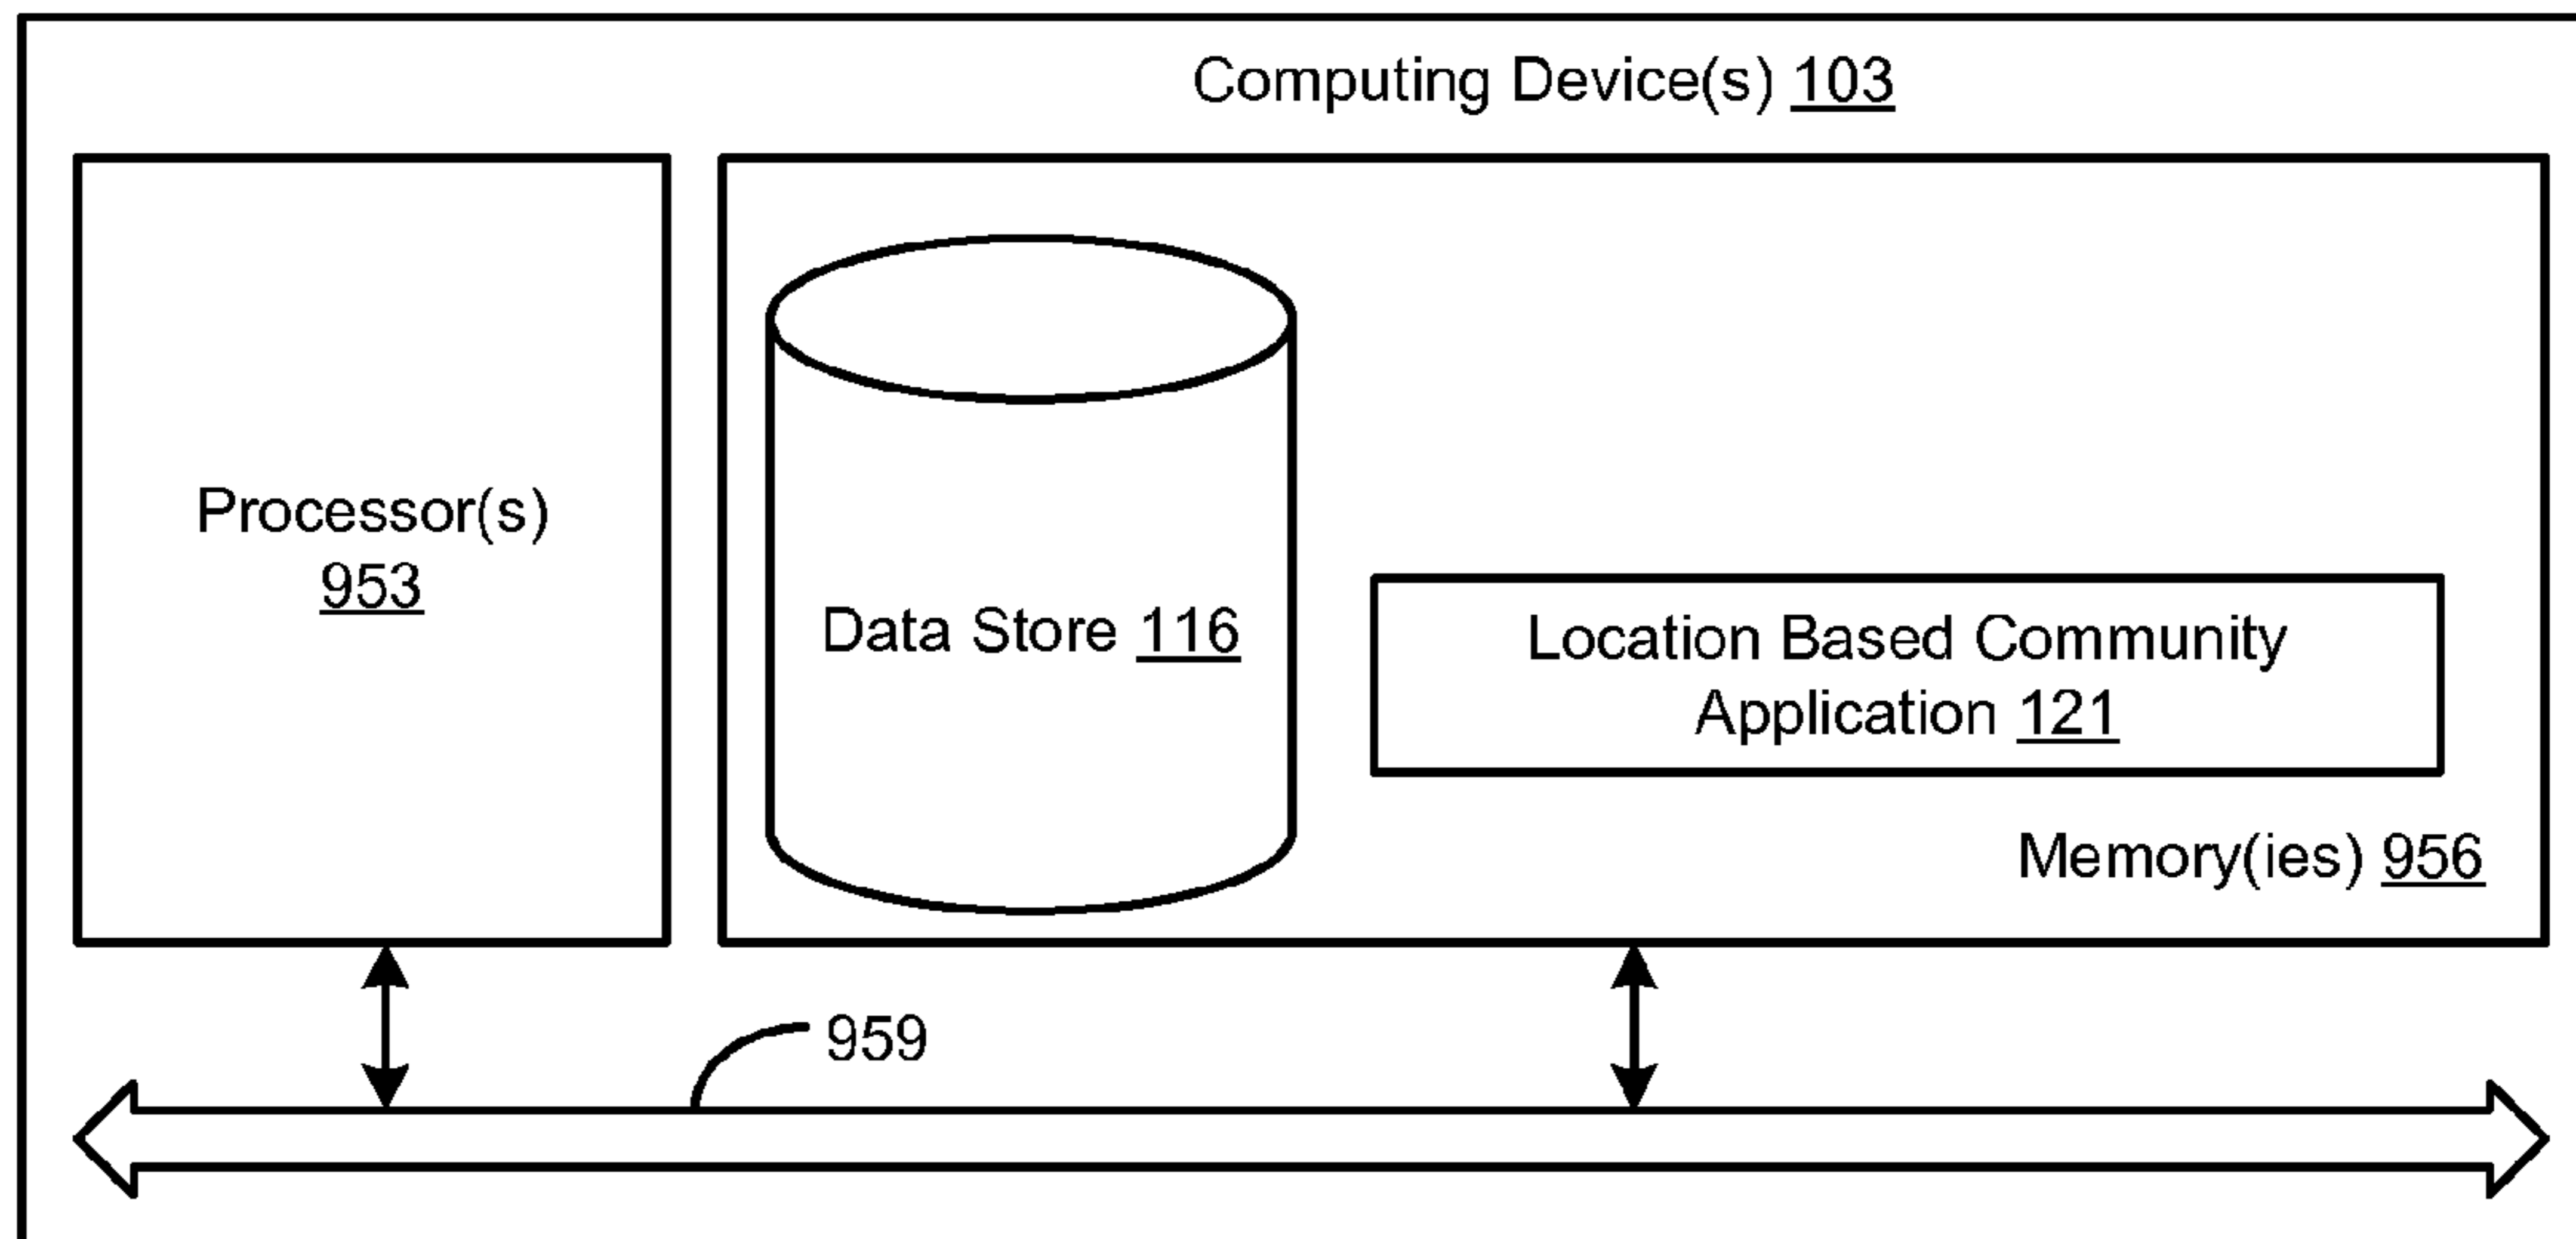 Computing Device(s) 103
Processor(s)
953
Data Store 116
Location Based Community
Application 121
Memory(ies) 956
959